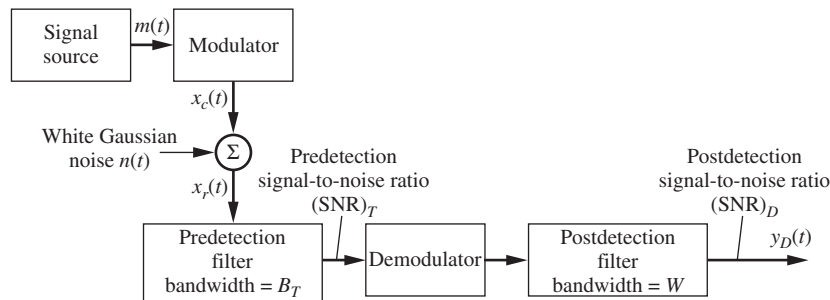 Signal
source
m(t)
Modulator
x_c(t)
White Gaussian
noise n(t)
Σ
x_r(t)
Predetection
signal-to-noise ratio
(SNR)_T
Postdetection
signal-to-noise ratio
(SNR)_D
Predetection
filter
bandwidth = B_T
Demodulator
Postdetection
filter
bandwidth = W
y_D(t)